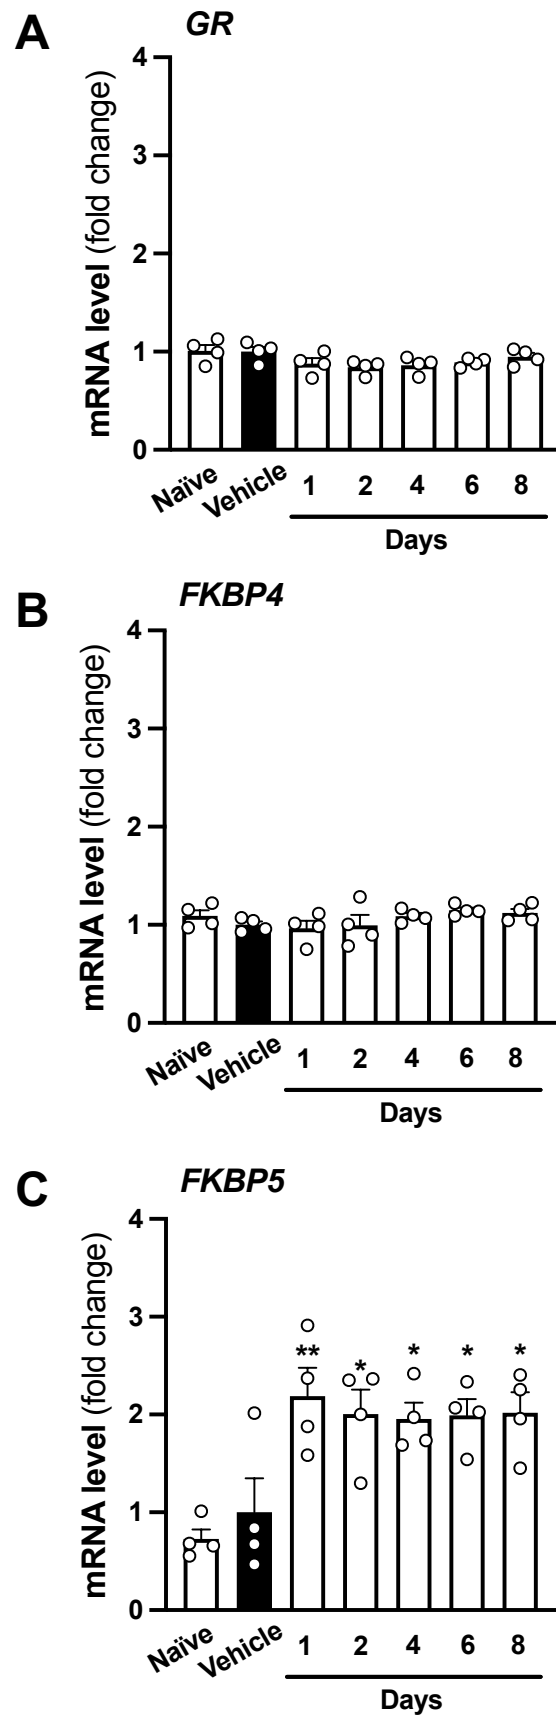 A
GR
mRNA level (fold change)
4
3
2
1
0
Naïve Vehicle 1 2 4 6 8
Days
B
FKBP4
mRNA level (fold change)
4
3
2
1
0
Naïve Vehicle 1 2 4 6 8
Days
C
FKBP5
mRNA level (fold change)
4
3
2
1
0
** * * * *
Naïve Vehicle 1 2 4 6 8
Days